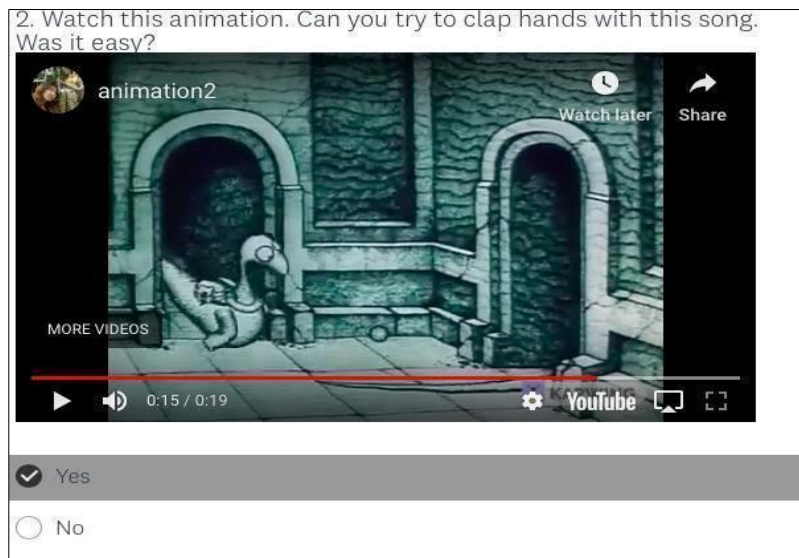 2. Watch this animation. Can you try to clap hands with this song.
Was it easy?
animation2
Watch later
Share
MORE VIDEOS
0:15 / 0:19
YouTube
Yes
No